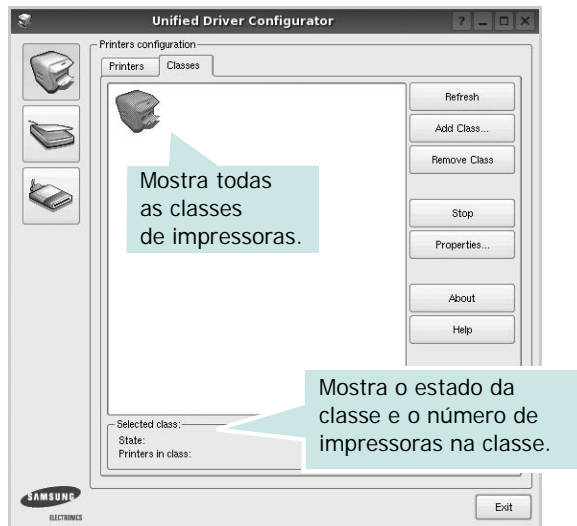 Unified Driver Configurator
Printers configuration
Printers
Classes
Refresh
Add Class...
Remove Class
Mostra todas
as classes
de impressoras.
Stop
Properties...
About
Help
Mostra o estado da
classe e o número de
impressoras na classe.
Selected class:
State:
Printers in class:
SAMSUNG
ELECTRONICS
Exit